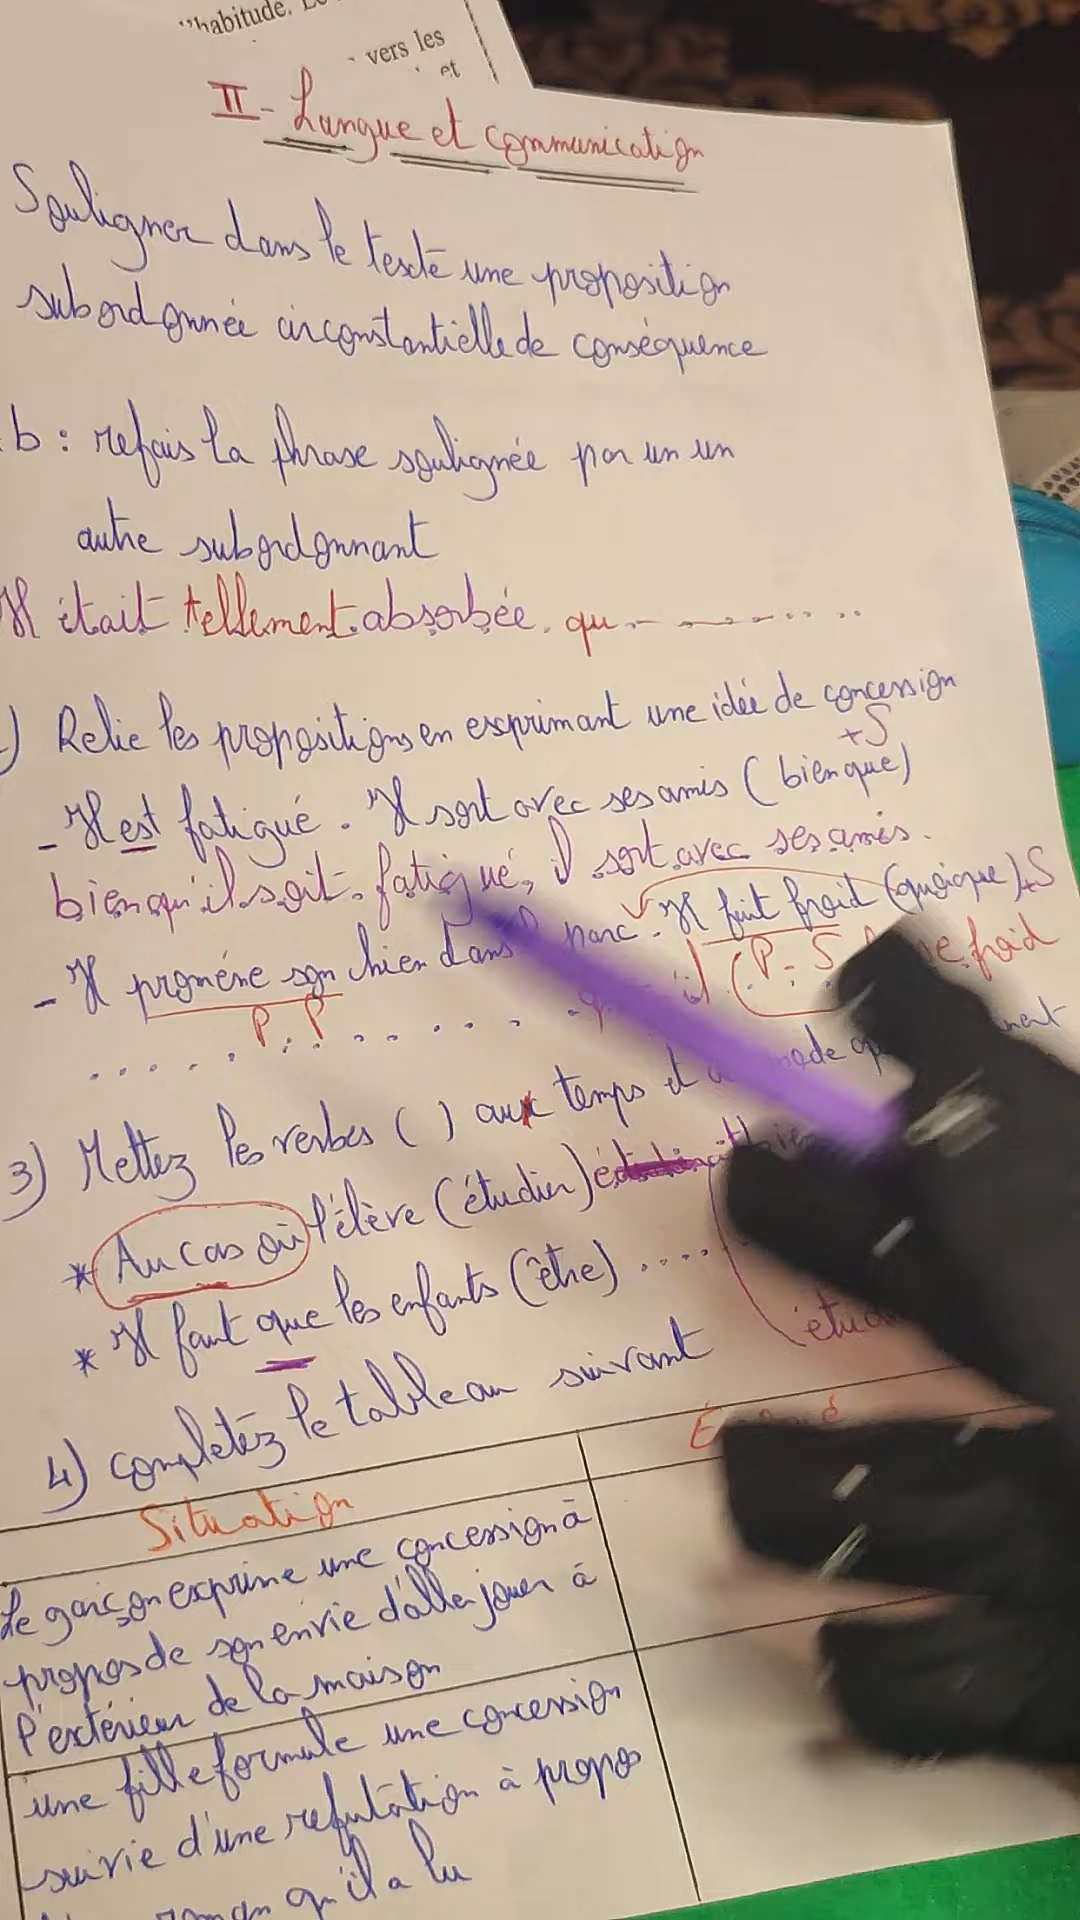 habitude.
vers les
et
II - Langue et communication
Souligner dans le texte une proposition
subordonnée circonstantielle de conséquence
b : refais la phrase soulignée par un un
autre subordonnant
Il était tellement absorbée qu
) Relie les propositions en exprimant une idée de concession
+S
- Il est fatigué. Il sort avec ses amis (bien que)
bien qu'il soit fatigué, il sort avec ses amis.
- Il promène son chien dans parc. Il fait froid (quoique)+S
P.P il (P.S froid
3) Mettez les verbes ( ) aux temps et
* Au cas où l'élève (étudier)
* Il faut que les enfants (être) ....
4) completéz le tableau suivant
Situation
Le garçon exprime une concession à
propos de son envie d'aller jouer à
l'extérieur de la maison
une fille formule une concession
suivie d'une refutation à propos
roman qu'il a lu